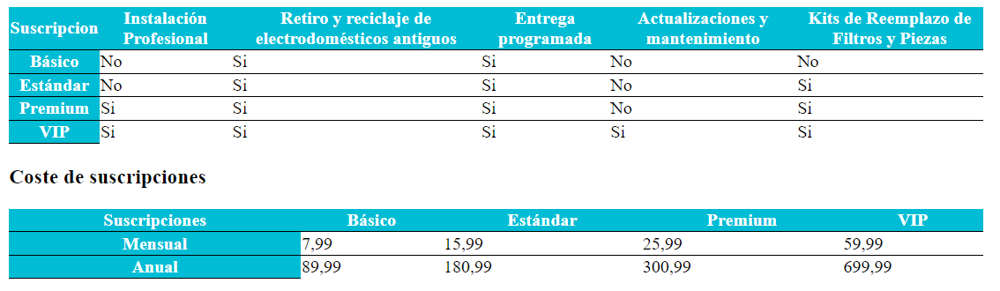 Suscripcion Instalación Profesional Retiro y reciclaje de electrodomésticos antiguos Entrega programada Actualizaciones y mantenimiento Kits de Reemplazo de Filtros y Piezas
Básico No Si Si No No
Estándar No Si Si No Si
Premium Si Si Si No Si
VIP Si Si Si Si Si
Coste de suscripciones
Suscripciones Básico Estándar Premium VIP
Mensual 7,99 15,99 25,99 59,99
Anual 89,99 180,99 300,99 699,99